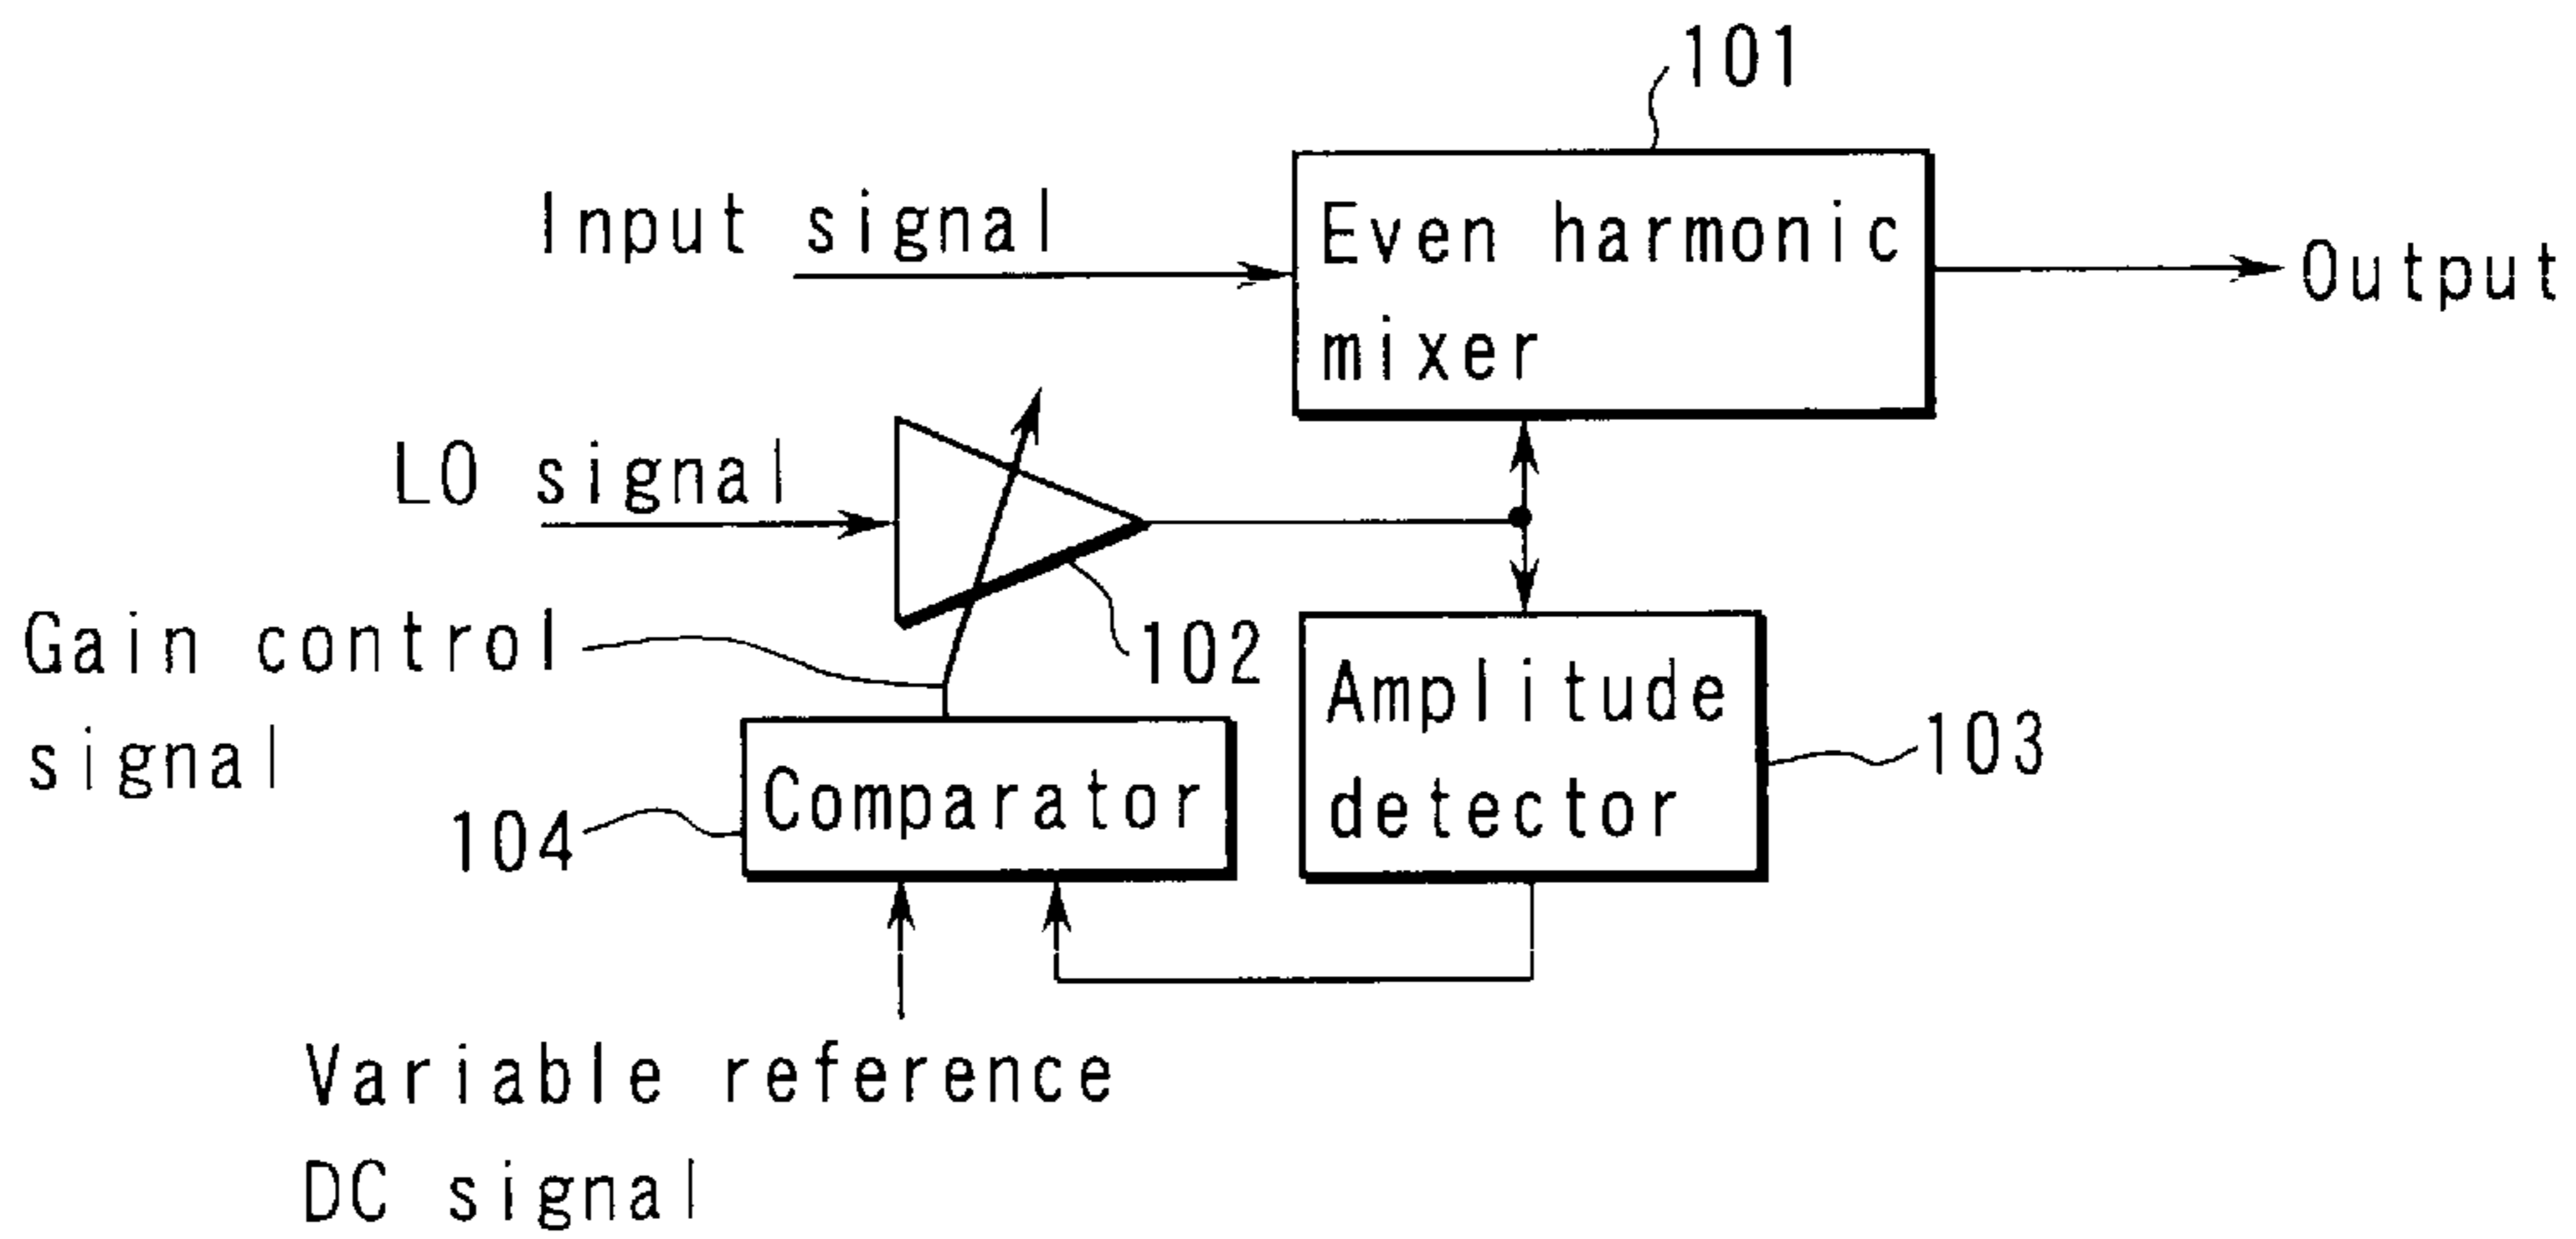 101
Input signal
Even harmonic
mixer
Output
LO signal
Gain control
signal
102
Amplitude
detector
103
Comparator
104
Variable reference
DC signal